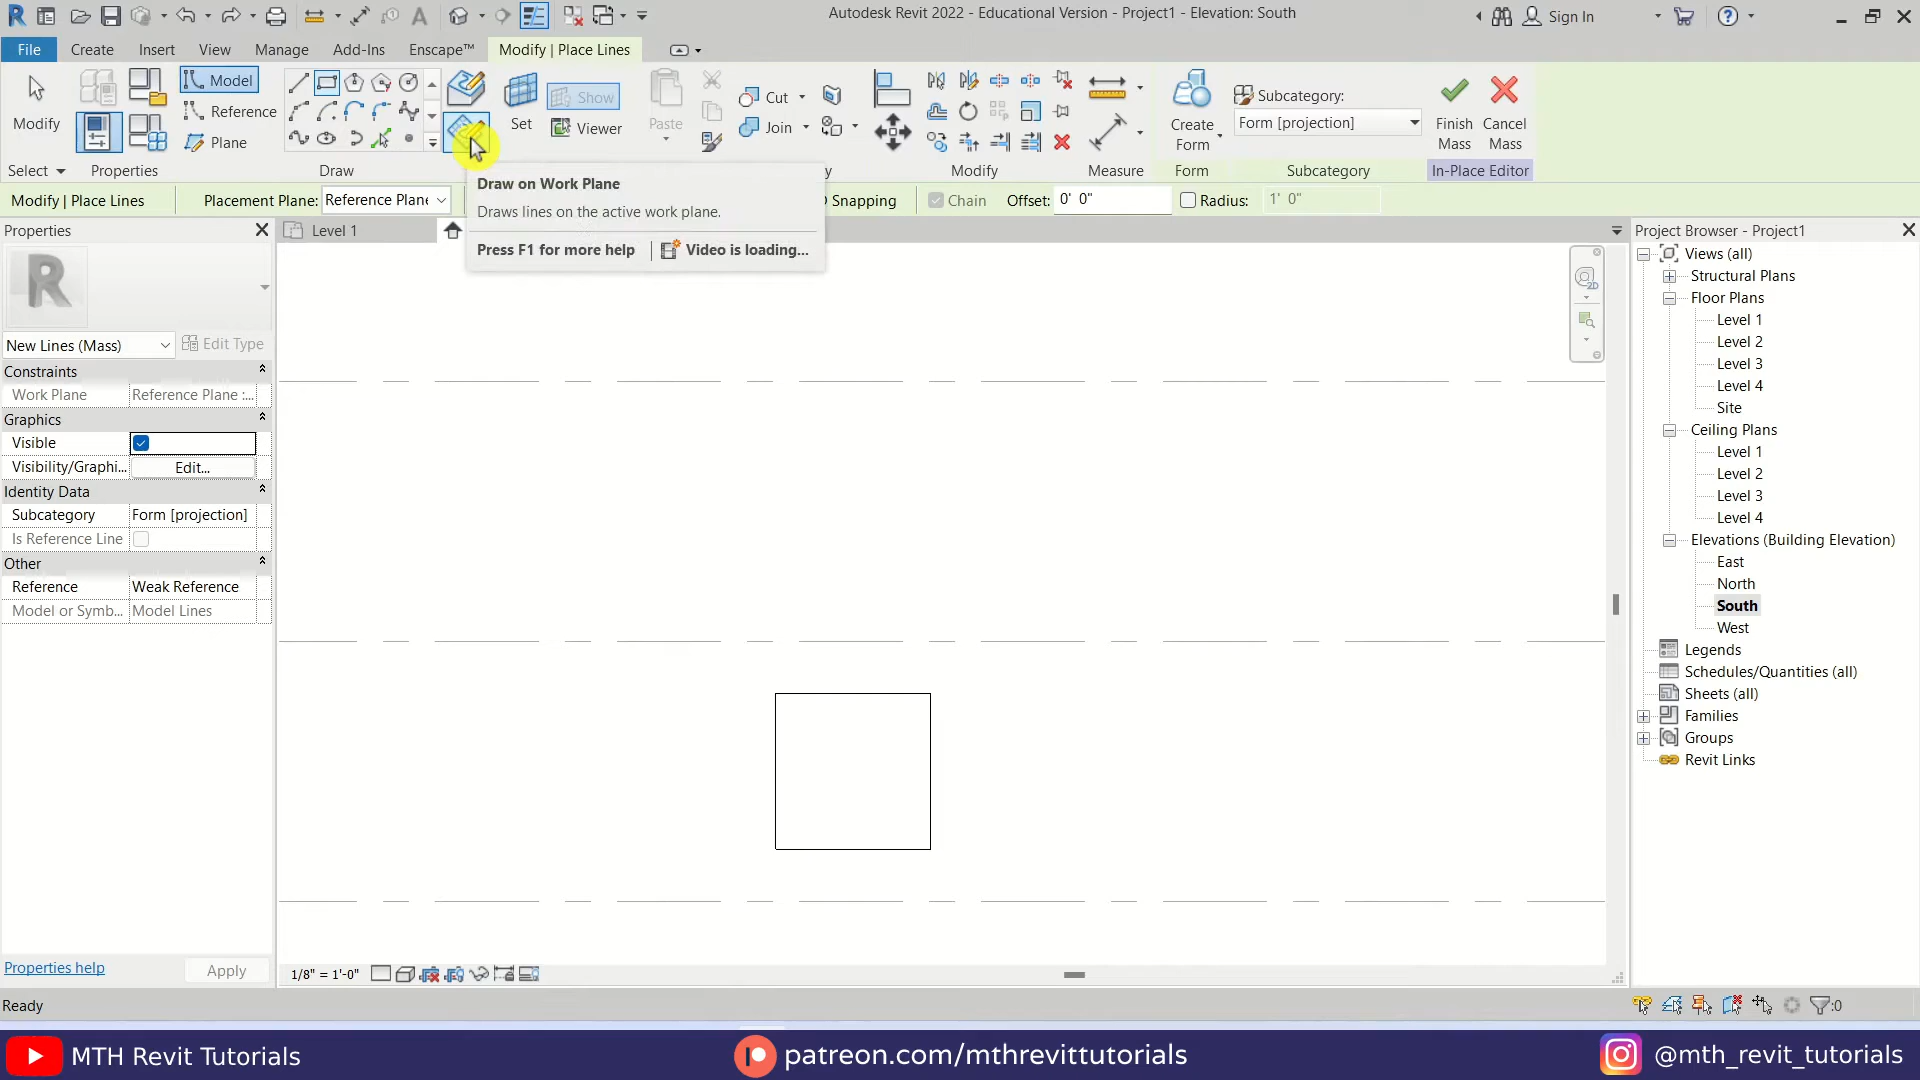 Autodesk Revit 2022 - Educational Version - Project1 - Elevation: South
Sign In
File
Create
Insert
View
Manage
Add-Ins
Enscape™
Modify | Place Lines
Modify
Model
Reference
Plane
Set
Show
Viewer
Paste
Cut
Join
Create
Form
Subcategory:
Form [projection]
Finish
Mass
Cancel
Mass
Select
Properties
Draw
Modify
Measure
Form
Subcategory
In-Place Editor
Modify | Place Lines
Placement Plane:
Reference Plane
Snapping
Chain
Offset:
0' 0"
Radius:
1' 0"
Draw on Work Plane
Draws lines on the active work plane.
Press F1 for more help
Video is loading...
Properties
R
New Lines (Mass)
Edit Type
Constraints
Work Plane
Reference Plane :...
Graphics
Visible
Visibility/Graphi...
Edit...
Identity Data
Subcategory
Form [projection]
Is Reference Line
Other
Reference
Weak Reference
Model or Symb...
Model Lines
Properties help
Apply
Level 1
2D
1/8" = 1'-0"
Project Browser - Project1
Views (all)
Structural Plans
Floor Plans
Level 1
Level 2
Level 3
Level 4
Site
Ceiling Plans
Level 1
Level 2
Level 3
Level 4
Elevations (Building Elevation)
East
North
South
West
Legends
Schedules/Quantities (all)
Sheets (all)
Families
Groups
Revit Links
Ready
:0
MTH Revit Tutorials
patreon.com/mthrevittutorials
@mth_revit_tutorials